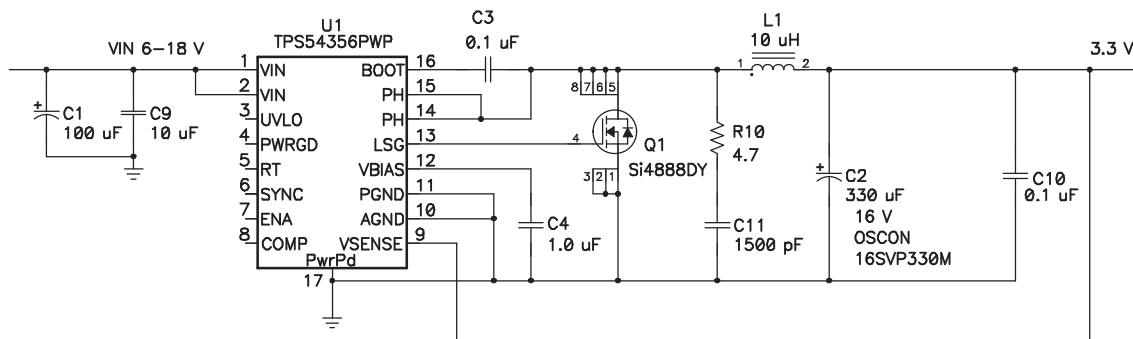 U1
TPS54356PWP
VIN 6–18 V
1 VIN
2 VIN
3 UVLO
4 PWRGD
5 RT
6 SYNC
7 ENA
8 COMP
BOOT 16
PH 15
PH 14
LSG 13
VBIAS 12
PGND 11
AGND 10
VSENSE 9
PwrPd
17
+
C1
100 uF
C9
10 uF
C3
0.1 uF
C4
1.0 uF
8 7 6 5
4
3 2 1
Q1
Si4888DY
R10
4.7
C11
1500 pF
L1
10 uH
1 2
+
C2
330 uF
16 V
OSCON
16SVP330M
C10
0.1 uF
3.3 V